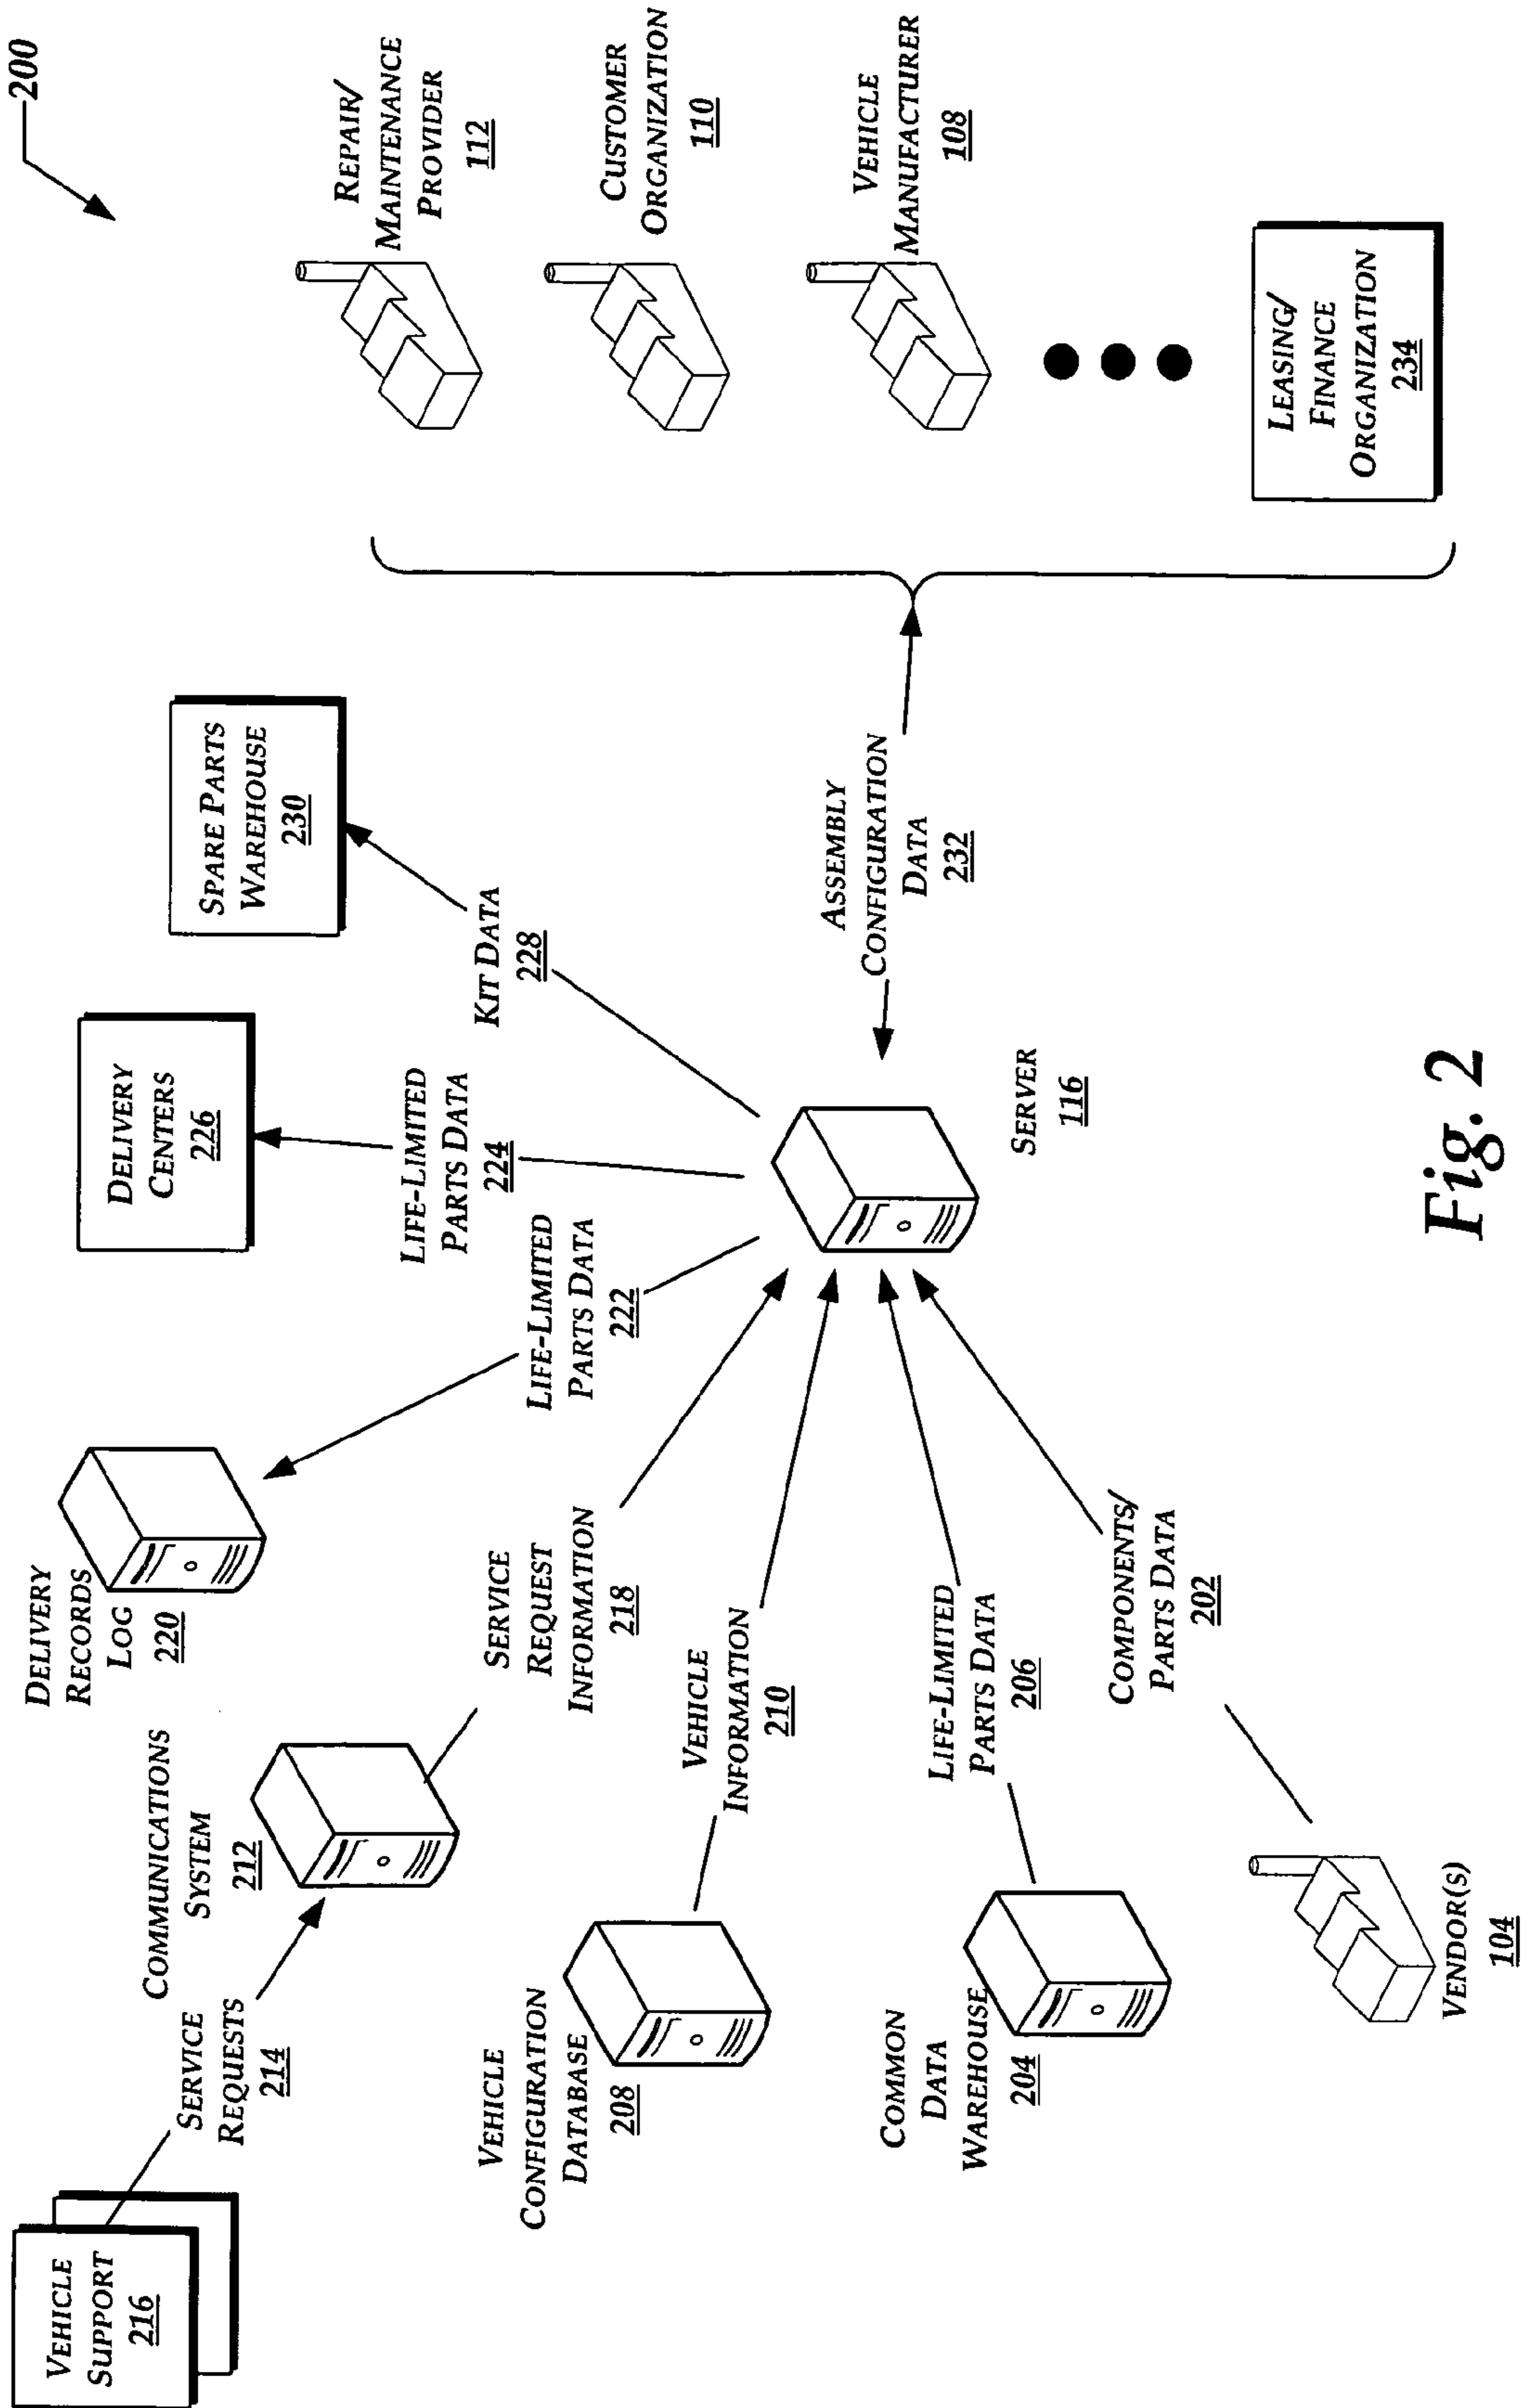 200
VEHICLE
SUPPORT
216
SERVICE
REQUESTS
214
COMMUNICATIONS
SYSTEM
212
DELIVERY
RECORDS
LOG
220
DELIVERY
CENTERS
226
SPARE PARTS
WAREHOUSE
230
REPAIR/
MAINTENANCE
PROVIDER
112
CUSTOMER
ORGANIZATION
110
VEHICLE
MANUFACTURER
108
LEASING/
FINANCE
ORGANIZATION
234
KIT DATA
228
LIFE-LIMITED
PARTS DATA
224
LIFE-LIMITED
PARTS DATA
222
SERVICE
REQUEST
INFORMATION
218
VEHICLE
CONFIGURATION
DATABASE
208
VEHICLE
INFORMATION
210
ASSEMBLY
CONFIGURATION
DATA
232
COMMON
DATA
WAREHOUSE
204
LIFE-LIMITED
PARTS DATA
206
SERVER
116
COMPONENTS/
PARTS DATA
202
VENDOR(S)
104
Fig. 2